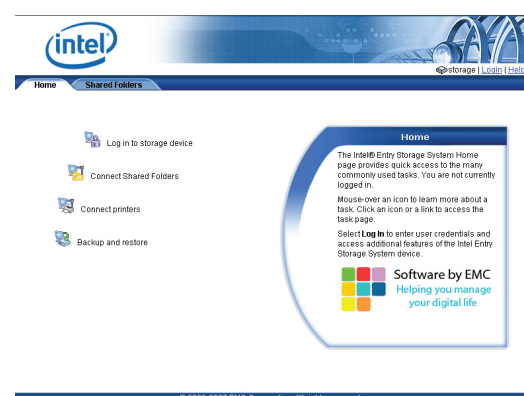 intel
storage | Login | Help
Home Shared Folders
Log in to storage device
Connect Shared Folders
Connect printers
Backup and restore
Home
The Intel® Entry Storage System Home
page provides quick access to the many
commonly used tasks. You are not currently
logged in.
Mouse-over an icon to learn more about a
task. Click an icon or a link to access the
task page.
Select Log In to enter user credentials and
access additional features of the Intel Entry
Storage System device.
Software by EMC
Helping you manage
your digital life